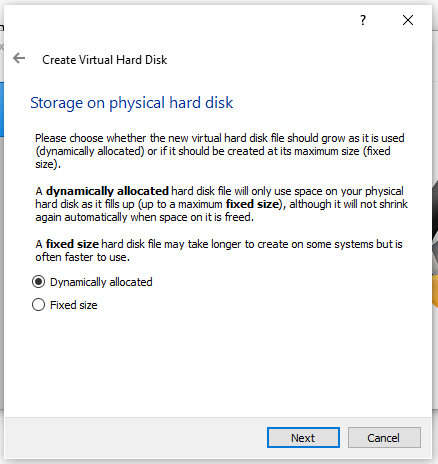 ?
Create Virtual Hard Disk
Storage on physical hard disk
Please choose whether the new virtual hard disk file should grow as it is used
(dynamically allocated) or if it should be created at its maximum size (fixed
size).
A dynamically allocated hard disk file will only use space on your physical
hard disk as it fills up (up to a maximum fixed size), although it will not shrink
again automatically when space on it is freed.
A fixed size hard disk file may take longer to create on some systems but is
often faster to use.
Dynamically allocated
Fixed size
Next
Cancel